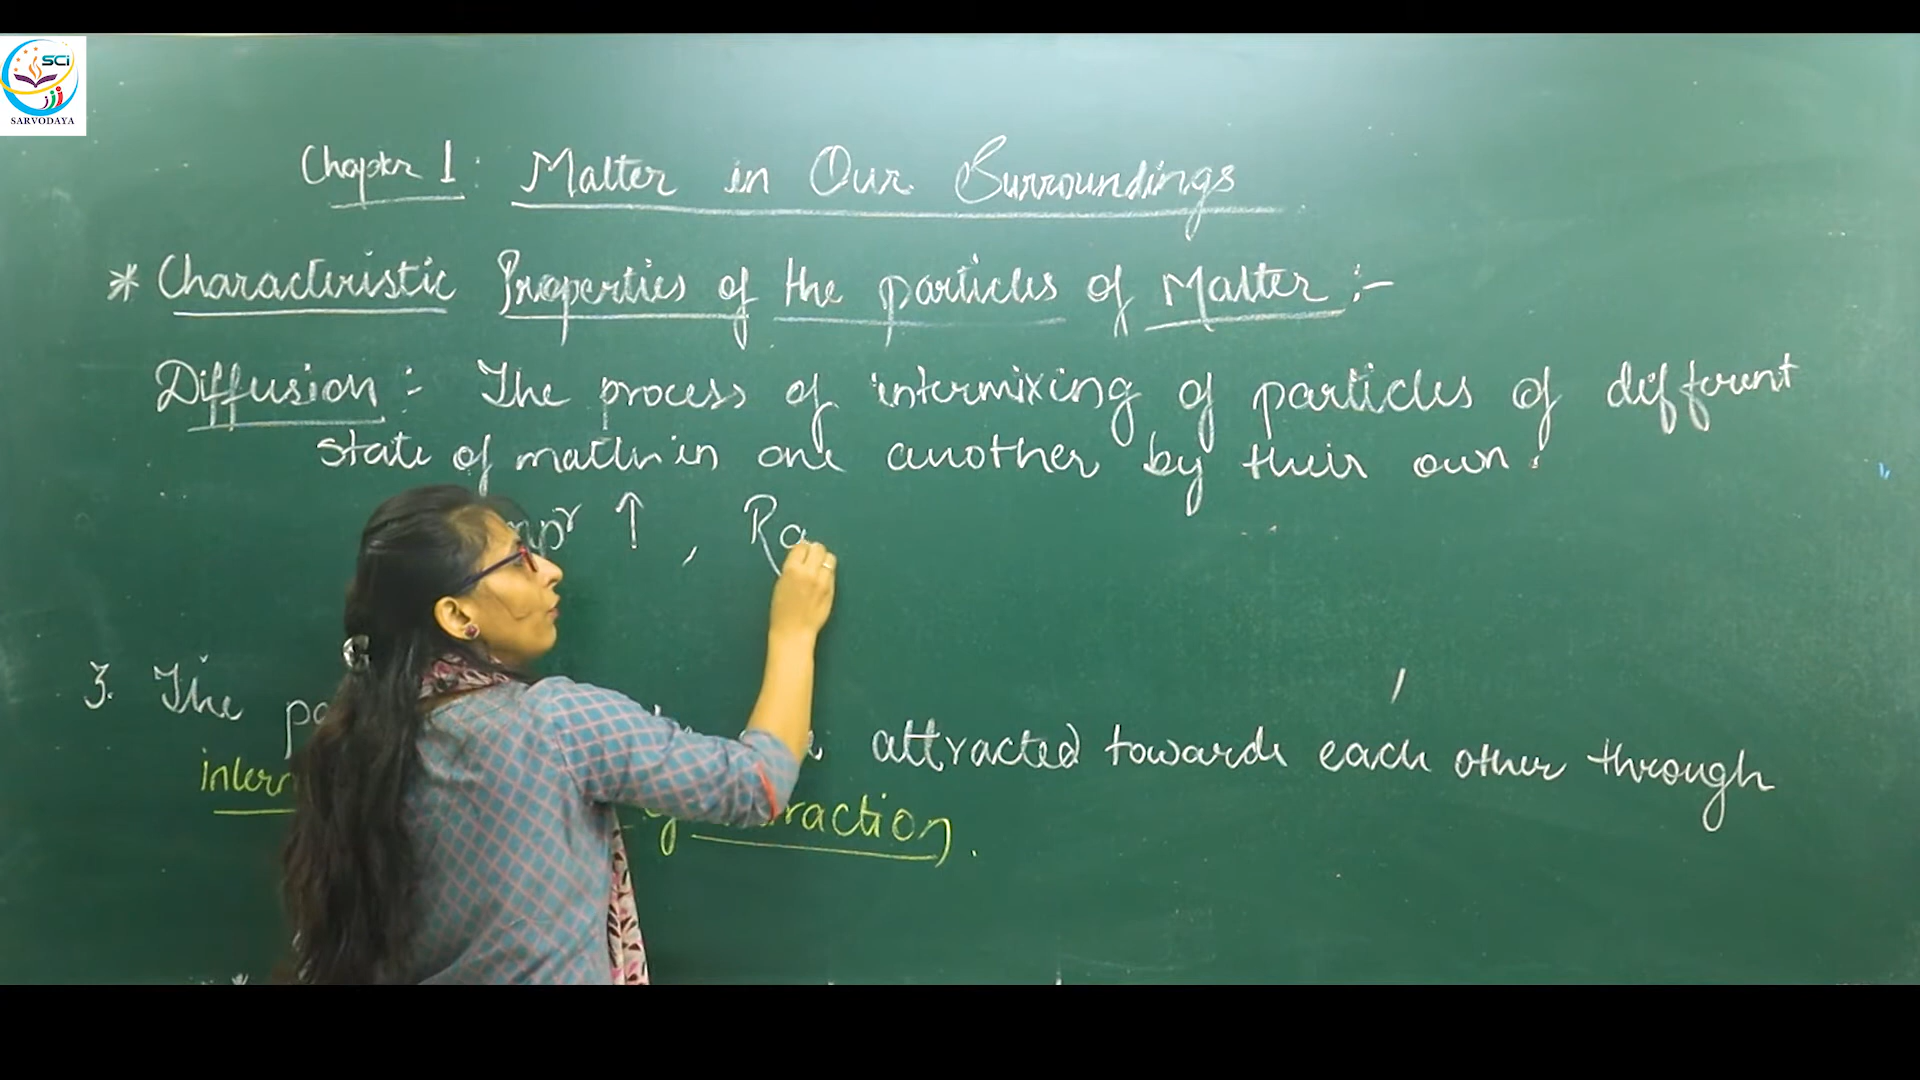 SCi
SARVODAYA
Chapter 1: Matter in Our Surroundings
* Characteristic Properties of the particles of Matter :-
Diffusion :- The process of intermixing of particles of different
state of matter in one another by their own.
↑ , Ra
3. The attracted towards each other through